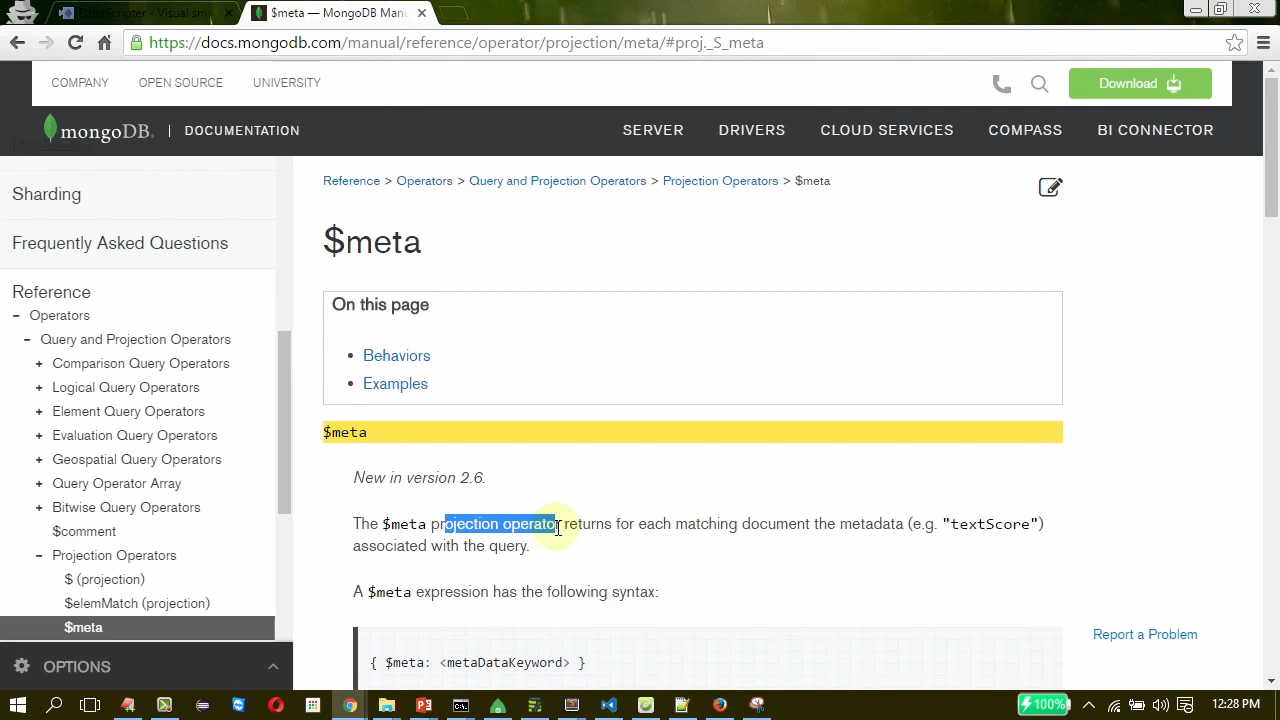 EtherScripter - Visual sma
$meta — MongoDB Manu
https://docs.mongodb.com/manual/reference/operator/projection/meta/#proj._S_meta
COMPANY OPEN SOURCE UNIVERSITY
Download
mongoDB. | DOCUMENTATION
SERVER DRIVERS CLOUD SERVICES COMPASS BI CONNECTOR
Sharding
Frequently Asked Questions
Reference
− Operators
− Query and Projection Operators
+ Comparison Query Operators
+ Logical Query Operators
+ Element Query Operators
+ Evaluation Query Operators
+ Geospatial Query Operators
+ Query Operator Array
+ Bitwise Query Operators
$comment
− Projection Operators
$ (projection)
$elemMatch (projection)
$meta
OPTIONS
Reference > Operators > Query and Projection Operators > Projection Operators > $meta
$meta
On this page
• Behaviors
• Examples
$meta
New in version 2.6.
The $meta projection operator returns for each matching document the metadata (e.g. "textScore")
associated with the query.
A $meta expression has the following syntax:
{ $meta: <metaDataKeyword> }
Report a Problem
100%
12:28 PM